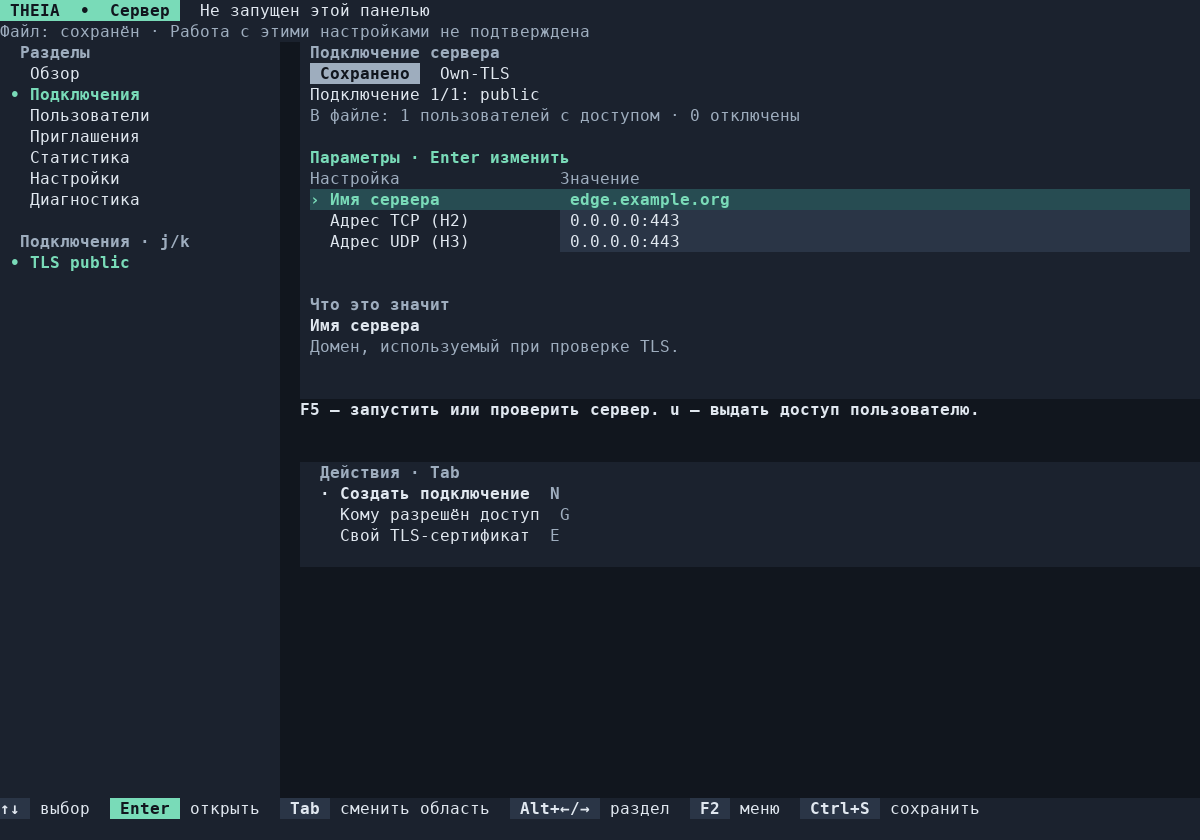 THEIA • Сервер Не запущен этой панелью
Файл: сохранён · Работа с этими настройками не подтверждена
Разделы
Обзор
• Подключения
Пользователи
Приглашения
Статистика
Настройки
Диагностика
Подключения · j/k
• TLS public
Подключение сервера
Сохранено Own-TLS
Подключение 1/1: public
В файле: 1 пользователей с доступом · 0 отключены
Параметры · Enter изменить
Настройка Значение
› Имя сервера edge.example.org
Адрес TCP (H2) 0.0.0.0:443
Адрес UDP (H3) 0.0.0.0:443
Что это значит
Имя сервера
Домен, используемый при проверке TLS.
F5 — запустить или проверить сервер. u — выдать доступ пользователю.
Действия · Tab
· Создать подключение N
Кому разрешён доступ G
Свой TLS-сертификат E
↑↓ выбор Enter открыть Tab сменить область Alt+←/→ раздел F2 меню Ctrl+S сохранить